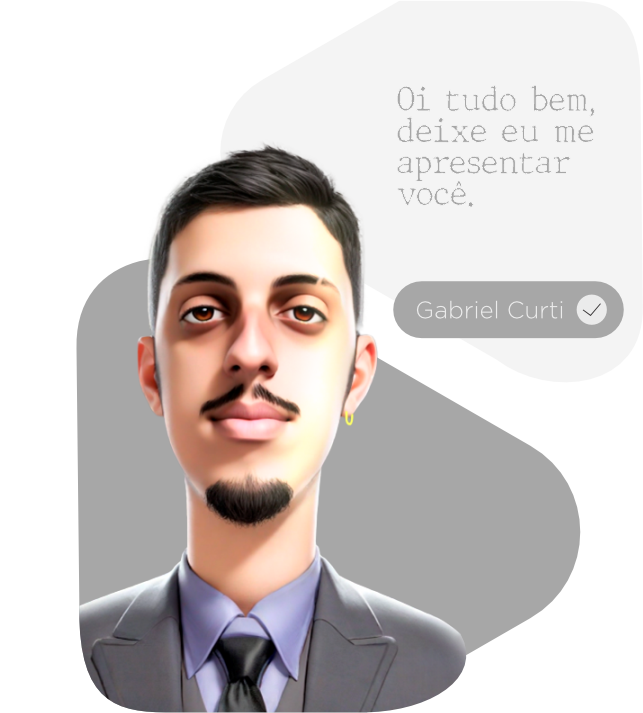 Oi tudo bem,
deixe eu me
apresentar
você.
Gabriel Curti